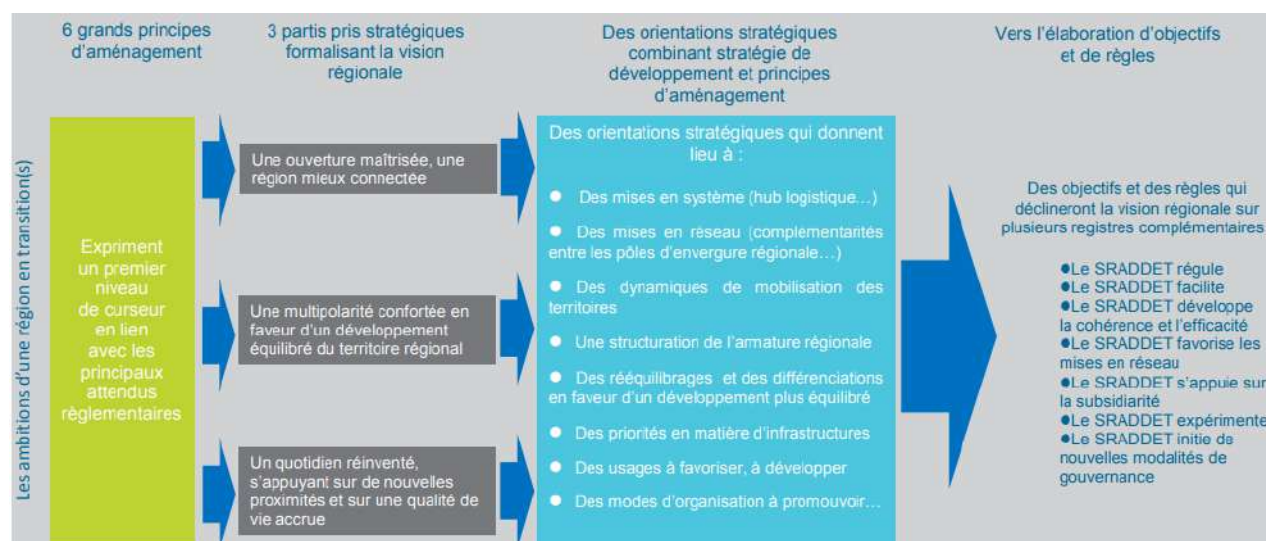 6 grands principes
d'aménagement
3 partis pris stratégiques
formalisant la vision
régionale
Des orientations stratégiques
combinant stratégie de
développement et principes
d'aménagement
Vers l'élaboration d'objectifs
et de règles
Les ambitions d'une région en transition(s)
Expriment
un premier
niveau
de curseur
en lien
avec les
principaux
attendus
règlementaires
Une ouverture maîtrisée, une
région mieux connectée
Une multipolarité confortée en
faveur d'un développement
équilibré du territoire régional
Un quotidien réinventé,
s'appuyant sur de nouvelles
proximités et sur une qualité de
vie accrue
Des orientations stratégiques qui donnent
lieu à :
● Des mises en système (hub logistique…)
● Des mises en réseau (complémentarités
entre les pôles d'envergure régionale…)
● Des dynamiques de mobilisation des
territoires
● Une structuration de l'armature régionale
● Des rééquilibrages et des différenciations
en faveur d'un développement plus équilibré
● Des priorités en matière d'infrastructures
● Des usages à favoriser, à développer
● Des modes d'organisation à promouvoir…
Des objectifs et des règles qui
déclineront la vision régionale sur
plusieurs registres complémentaires
●Le SRADDET régule
●Le SRADDET facilite
●Le SRADDET développe
la cohérence et l'efficacité
●Le SRADDET favorise les
mises en réseau
●Le SRADDET s'appuie sur
la subsidiarité
●Le SRADDET expérimente
●Le SRADDET initie de
nouvelles modalités de
gouvernance